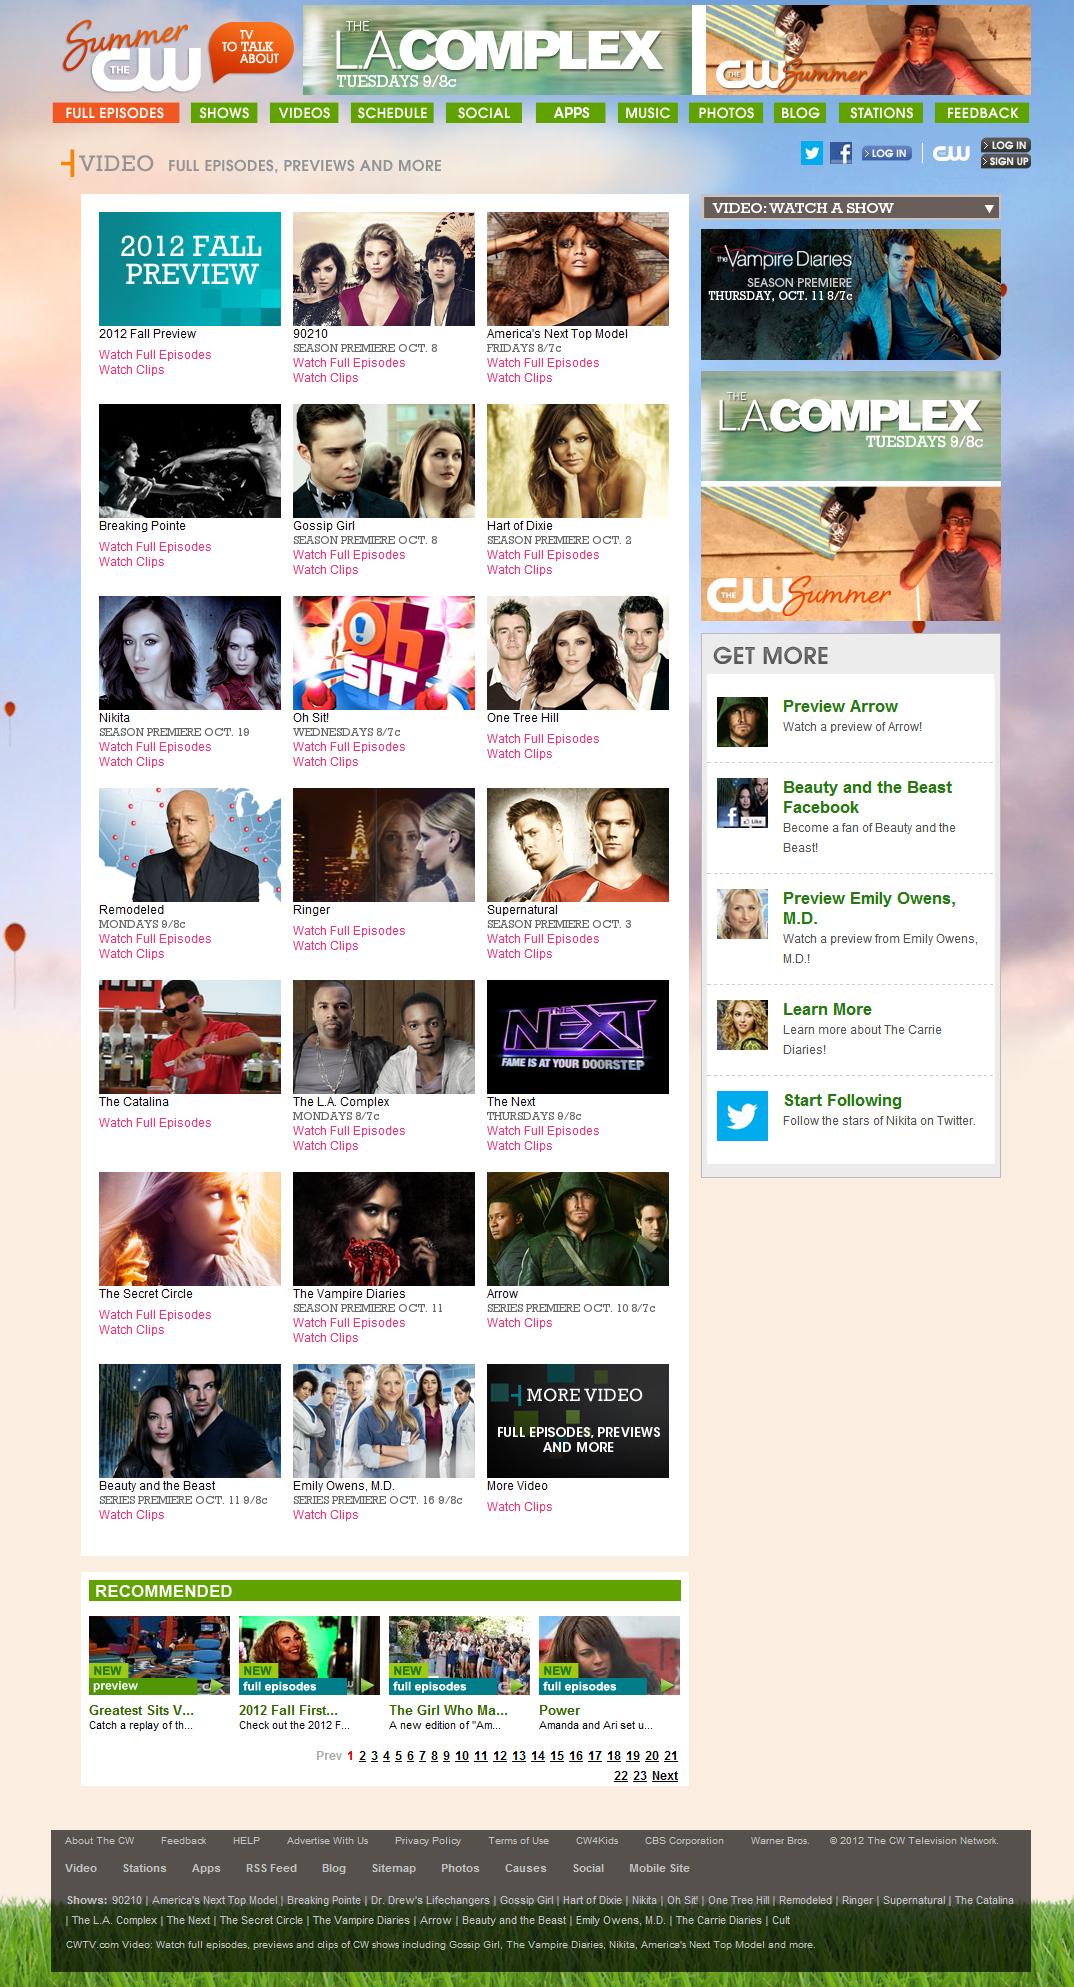 Summer
THE CW
TV
TO TALK
ABOUT
THE
L.A.COMPLEX
TUESDAYS 9/8c
THE CW Summer
FULL EPISODES SHOWS VIDEOS SCHEDULE SOCIAL APPS MUSIC PHOTOS BLOG STATIONS FEEDBACK
VIDEO FULL EPISODES, PREVIEWS AND MORE
> LOG IN CW > LOG IN
> SIGN UP
2012 FALL
PREVIEW
2012 Fall Preview
Watch Full Episodes
Watch Clips
90210
SEASON PREMIERE OCT. 8
Watch Full Episodes
Watch Clips
America's Next Top Model
FRIDAYS 8/7c
Watch Full Episodes
Watch Clips
Breaking Pointe
Watch Full Episodes
Watch Clips
Gossip Girl
SEASON PREMIERE OCT. 8
Watch Full Episodes
Watch Clips
Hart of Dixie
SEASON PREMIERE OCT. 2
Watch Full Episodes
Watch Clips
Nikita
SEASON PREMIERE OCT. 19
Watch Full Episodes
Watch Clips
Oh
SIT
Oh Sit!
WEDNESDAYS 8/7c
Watch Full Episodes
Watch Clips
One Tree Hill
Watch Full Episodes
Watch Clips
Remodeled
MONDAYS 9/8c
Watch Full Episodes
Watch Clips
Ringer
Watch Full Episodes
Watch Clips
Supernatural
SEASON PREMIERE OCT. 3
Watch Full Episodes
Watch Clips
The Catalina
Watch Full Episodes
The L.A. Complex
MONDAYS 8/7c
Watch Full Episodes
Watch Clips
THE
NEXT
FAME IS AT YOUR DOORSTEP
The Next
THURSDAYS 9/8c
Watch Full Episodes
Watch Clips
The Secret Circle
Watch Full Episodes
Watch Clips
The Vampire Diaries
SEASON PREMIERE OCT. 11
Watch Full Episodes
Watch Clips
Arrow
SERIES PREMIERE OCT. 10 8/7c
Watch Clips
Beauty and the Beast
SERIES PREMIERE OCT. 11 9/8c
Watch Clips
Emily Owens, M.D.
SERIES PREMIERE OCT. 16 9/8c
Watch Clips
MORE VIDEO
FULL EPISODES, PREVIEWS
AND MORE
More Video
Watch Clips
VIDEO: WATCH A SHOW
the Vampire Diaries
SEASON PREMIERE
THURSDAY, OCT. 11 8/7c
THE
L.A.COMPLEX
TUESDAYS 9/8c
THE CW Summer
GET MORE
Preview Arrow
Watch a preview of Arrow!
f Like
Beauty and the Beast
Facebook
Become a fan of Beauty and the
Beast!
Preview Emily Owens,
M.D.
Watch a preview from Emily Owens,
M.D.!
Learn More
Learn more about The Carrie
Diaries!
Start Following
Follow the stars of Nikita on Twitter.
RECOMMENDED
NEW
preview
Greatest Sits V...
Catch a replay of th...
NEW
full episodes
2012 Fall First...
Check out the 2012 F...
NEW
full episodes
The Girl Who Ma...
A new edition of "Am...
NEW
full episodes
Power
Amanda and Ari set u...
Prev 1 2 3 4 5 6 7 8 9 10 11 12 13 14 15 16 17 18 19 20 21
22 23 Next
About The CW Feedback HELP Advertise With Us Privacy Policy Terms of Use CW4Kids CBS Corporation Warner Bros. © 2012 The CW Television Network.
Video Stations Apps RSS Feed Blog Sitemap Photos Causes Social Mobile Site
Shows: 90210 | America's Next Top Model | Breaking Pointe | Dr. Drew's Lifechangers | Gossip Girl | Hart of Dixie | Nikita | Oh Sit! | One Tree Hill | Remodeled | Ringer | Supernatural | The Catalina
| The L.A. Complex | The Next | The Secret Circle | The Vampire Diaries | Arrow | Beauty and the Beast | Emily Owens, M.D. | The Carrie Diaries | Cult
CWTV.com Video: Watch full episodes, previews and clips of CW shows including Gossip Girl, The Vampire Diaries, Nikita, America's Next Top Model and more.